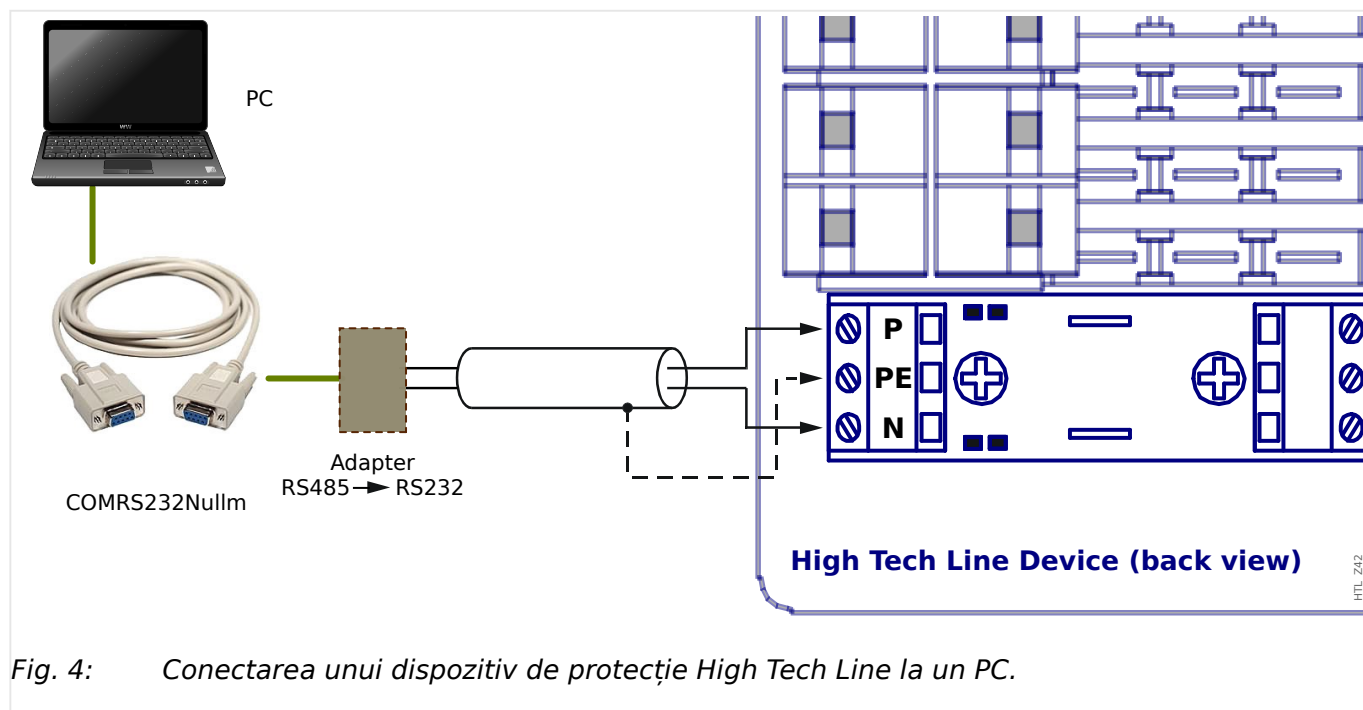 PC
P
PE
N
Adapter
RS485 → RS232
COMRS232Nullm
High Tech Line Device (back view)
HTL_Z42
Fig. 4: Conectarea unui dispozitiv de protecție High Tech Line la un PC.